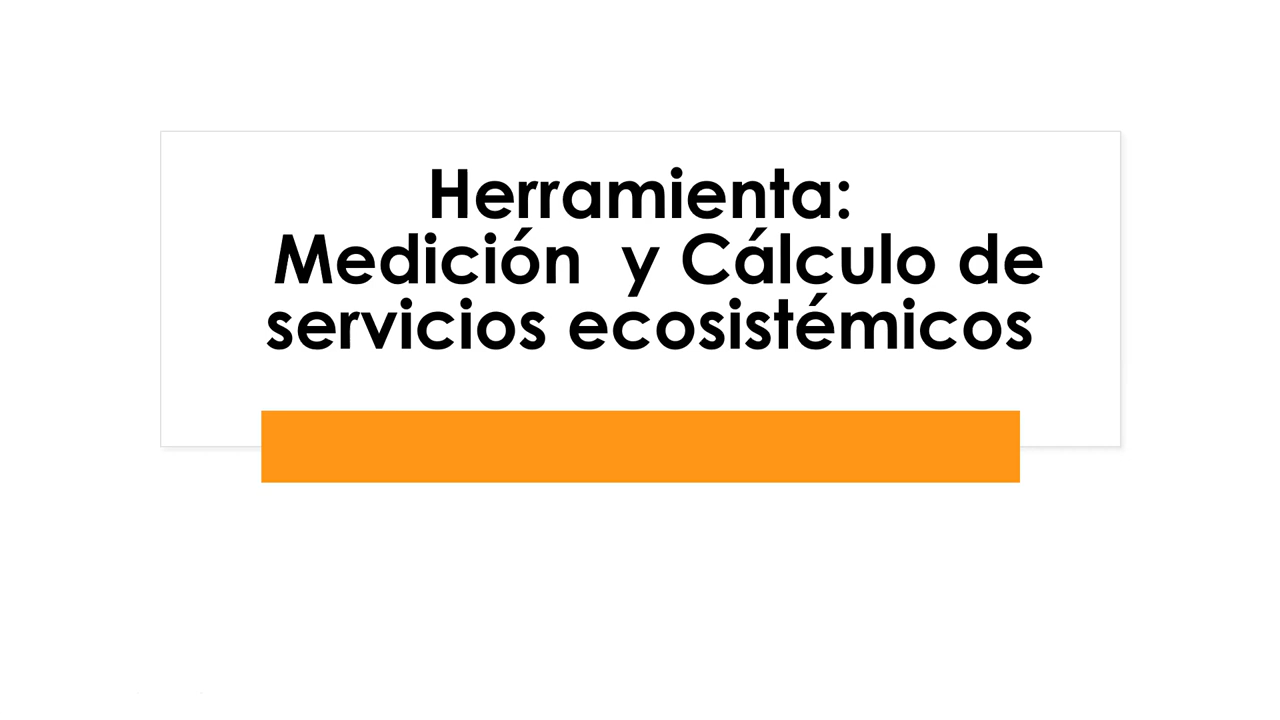 Herramienta:
Medición y Cálculo de
servicios ecosistémicos